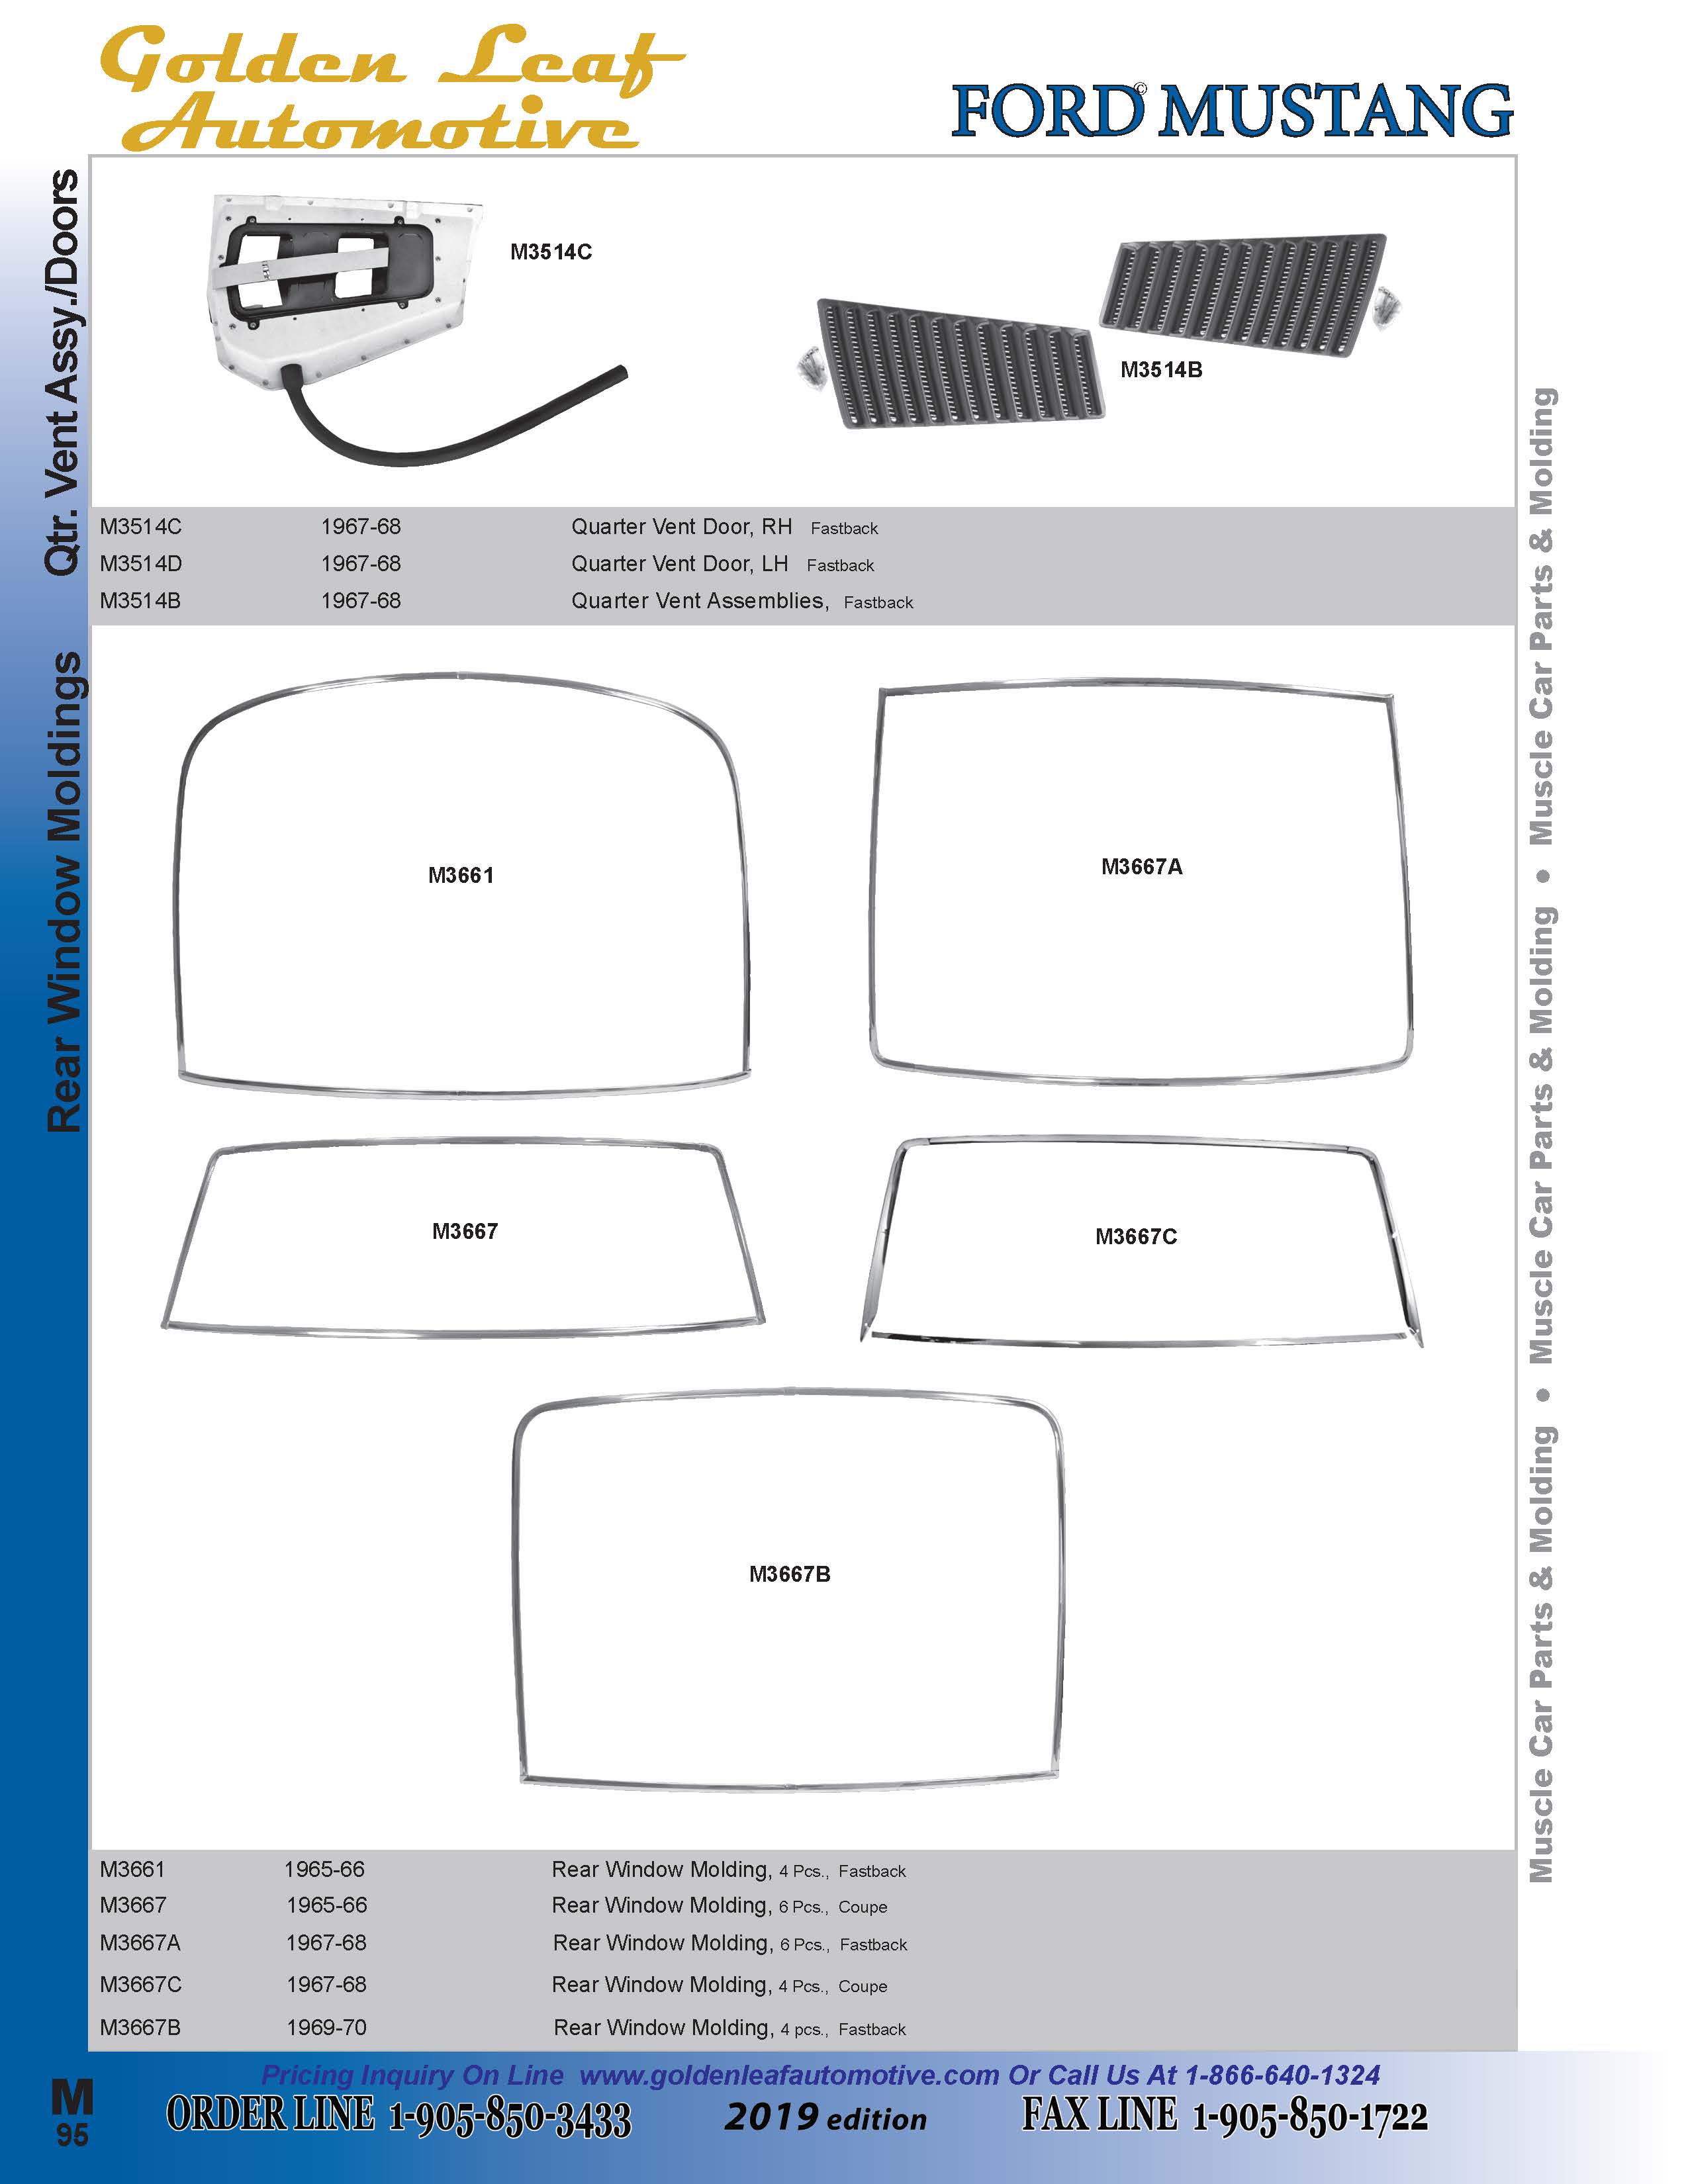 Golden Leaf
Automotive
FORD© MUSTANG
Qtr. Vent Assy./Doors
Rear Window Moldings
M3514C
M3514B
M3514C 1967-68 Quarter Vent Door, RH Fastback
M3514D 1967-68 Quarter Vent Door, LH Fastback
M3514B 1967-68 Quarter Vent Assemblies, Fastback
M3661
M3667A
M3667
M3667C
M3667B
M3661 1965-66 Rear Window Molding, 4 Pcs., Fastback
M3667 1965-66 Rear Window Molding, 6 Pcs., Coupe
M3667A 1967-68 Rear Window Molding, 6 Pcs., Fastback
M3667C 1967-68 Rear Window Molding, 4 Pcs., Coupe
M3667B 1969-70 Rear Window Molding, 4 pcs., Fastback
Muscle Car Parts & Molding • Muscle Car Parts & Molding • Muscle Car Parts & Molding
Pricing Inquiry On Line www.goldenleafautomotive.com Or Call Us At 1-866-640-1324
M
95
ORDER LINE 1-905-850-3433 2019 edition FAX LINE 1-905-850-1722